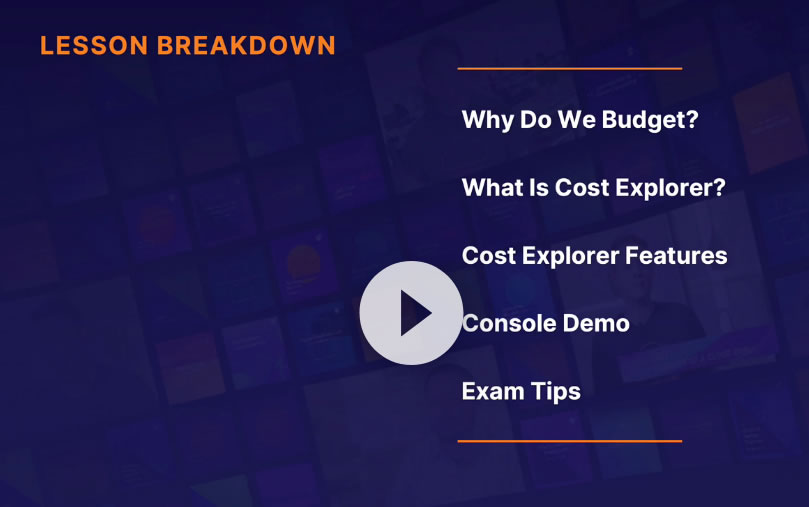 LESSON BREAKDOWN
Why Do We Budget?
What Is Cost Explorer?
Cost Explorer Features
Console Demo
Exam Tips